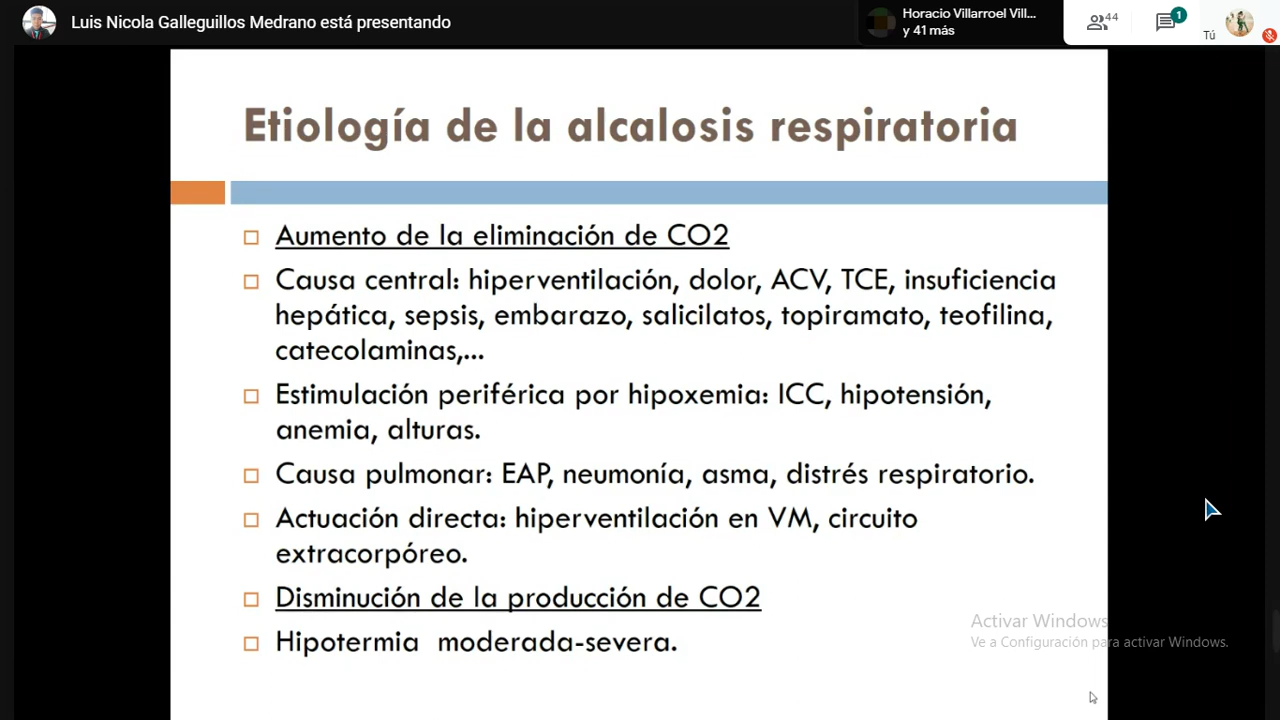 Luis Nicola Galleguillos Medrano está presentando
Horacio Villarroel Vill...
y 41 más
44
1
Tú
Etiología de la alcalosis respiratoria
Aumento de la eliminación de CO2
Causa central: hiperventilación, dolor, ACV, TCE, insuficiencia
hepática, sepsis, embarazo, salicilatos, topiramato, teofilina,
catecolaminas,...
Estimulación periférica por hipoxemia: ICC, hipotensión,
anemia, alturas.
Causa pulmonar: EAP, neumonía, asma, distrés respiratorio.
Actuación directa: hiperventilación en VM, circuito
extracorpóreo.
Disminución de la producción de CO2
Hipotermia moderada-severa.
Activar Windows
Ve a Configuración para activar Windows.